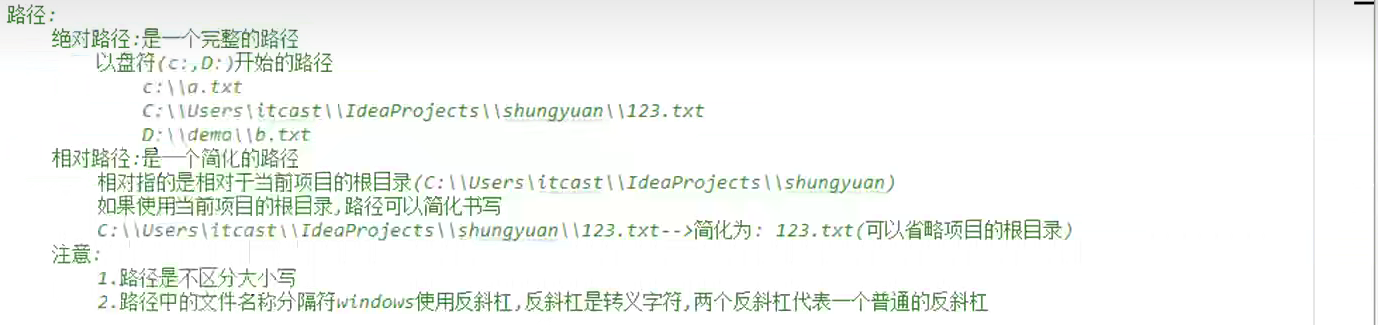 路径:
绝对路径:是一个完整的路径
以盘符(c:,D:)开始的路径
c:\\a.txt
C:\\Users\itcast\\IdeaProjects\\shungyuan\\123.txt
D:\\demo\\b.txt
相对路径:是一个简化的路径
相对指的是相对于当前项目的根目录(C:\\Users\itcast\\IdeaProjects\\shungyuan)
如果使用当前项目的根目录,路径可以简化书写
C:\\Users\itcast\\IdeaProjects\\shungyuan\\123.txt-->简化为: 123.txt(可以省略项目的根目录)
注意:
1.路径是不区分大小写
2.路径中的文件名称分隔符windows使用反斜杠,反斜杠是转义字符,两个反斜杠代表一个普通的反斜杠